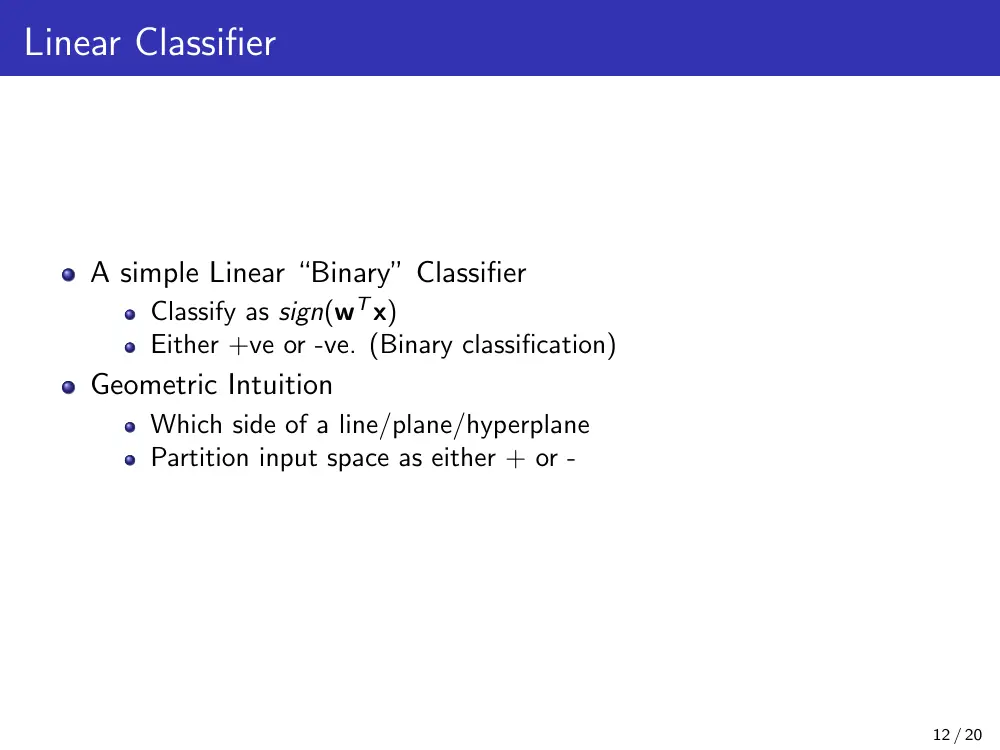 Linear Classifier
A simple Linear “Binary” Classifier
Classify as sign(w^T x)
Either +ve or -ve. (Binary classification)
Geometric Intuition
Which side of a line/plane/hyperplane
Partition input space as either + or -
12 / 20